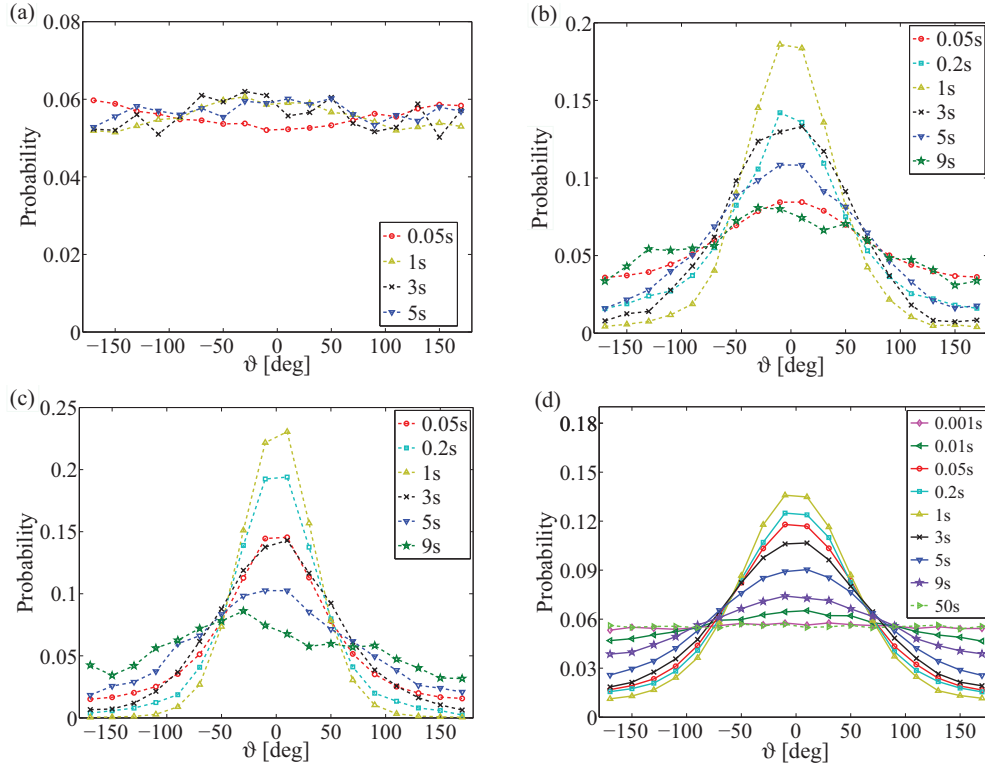 (a)
0.08
0.06
0.04
0.02
0
Probability
−150 −100 −50 0 50 100 150
ϑ [deg]
0.05s
1s
3s
5s
(b)
0.2
0.15
0.1
0.05
0
Probability
−150 −100 −50 0 50 100 150
ϑ [deg]
0.05s
0.2s
1s
3s
5s
9s
(c)
0.25
0.2
0.15
0.1
0.05
0
Probability
−150 −100 −50 0 50 100 150
ϑ [deg]
0.05s
0.2s
1s
3s
5s
9s
(d)
0.18
0.15
0.12
0.09
0.06
0.03
0
Probability
−150 −100 −50 0 50 100 150
ϑ [deg]
0.001s
0.01s
0.05s
0.2s
1s
3s
5s
9s
50s